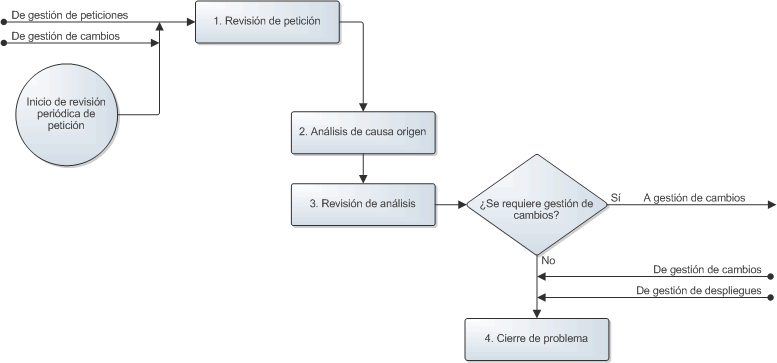 De gestión de peticiones
1. Revisión de petición
De gestión de cambios
Inicio de revisión
periódica de
petición
2. Análisis de causa origen
3. Revisión de análisis
¿Se requiere gestión de
cambios?
Sí
A gestión de cambios
No
De gestión de cambios
De gestión de despliegues
4. Cierre de problema